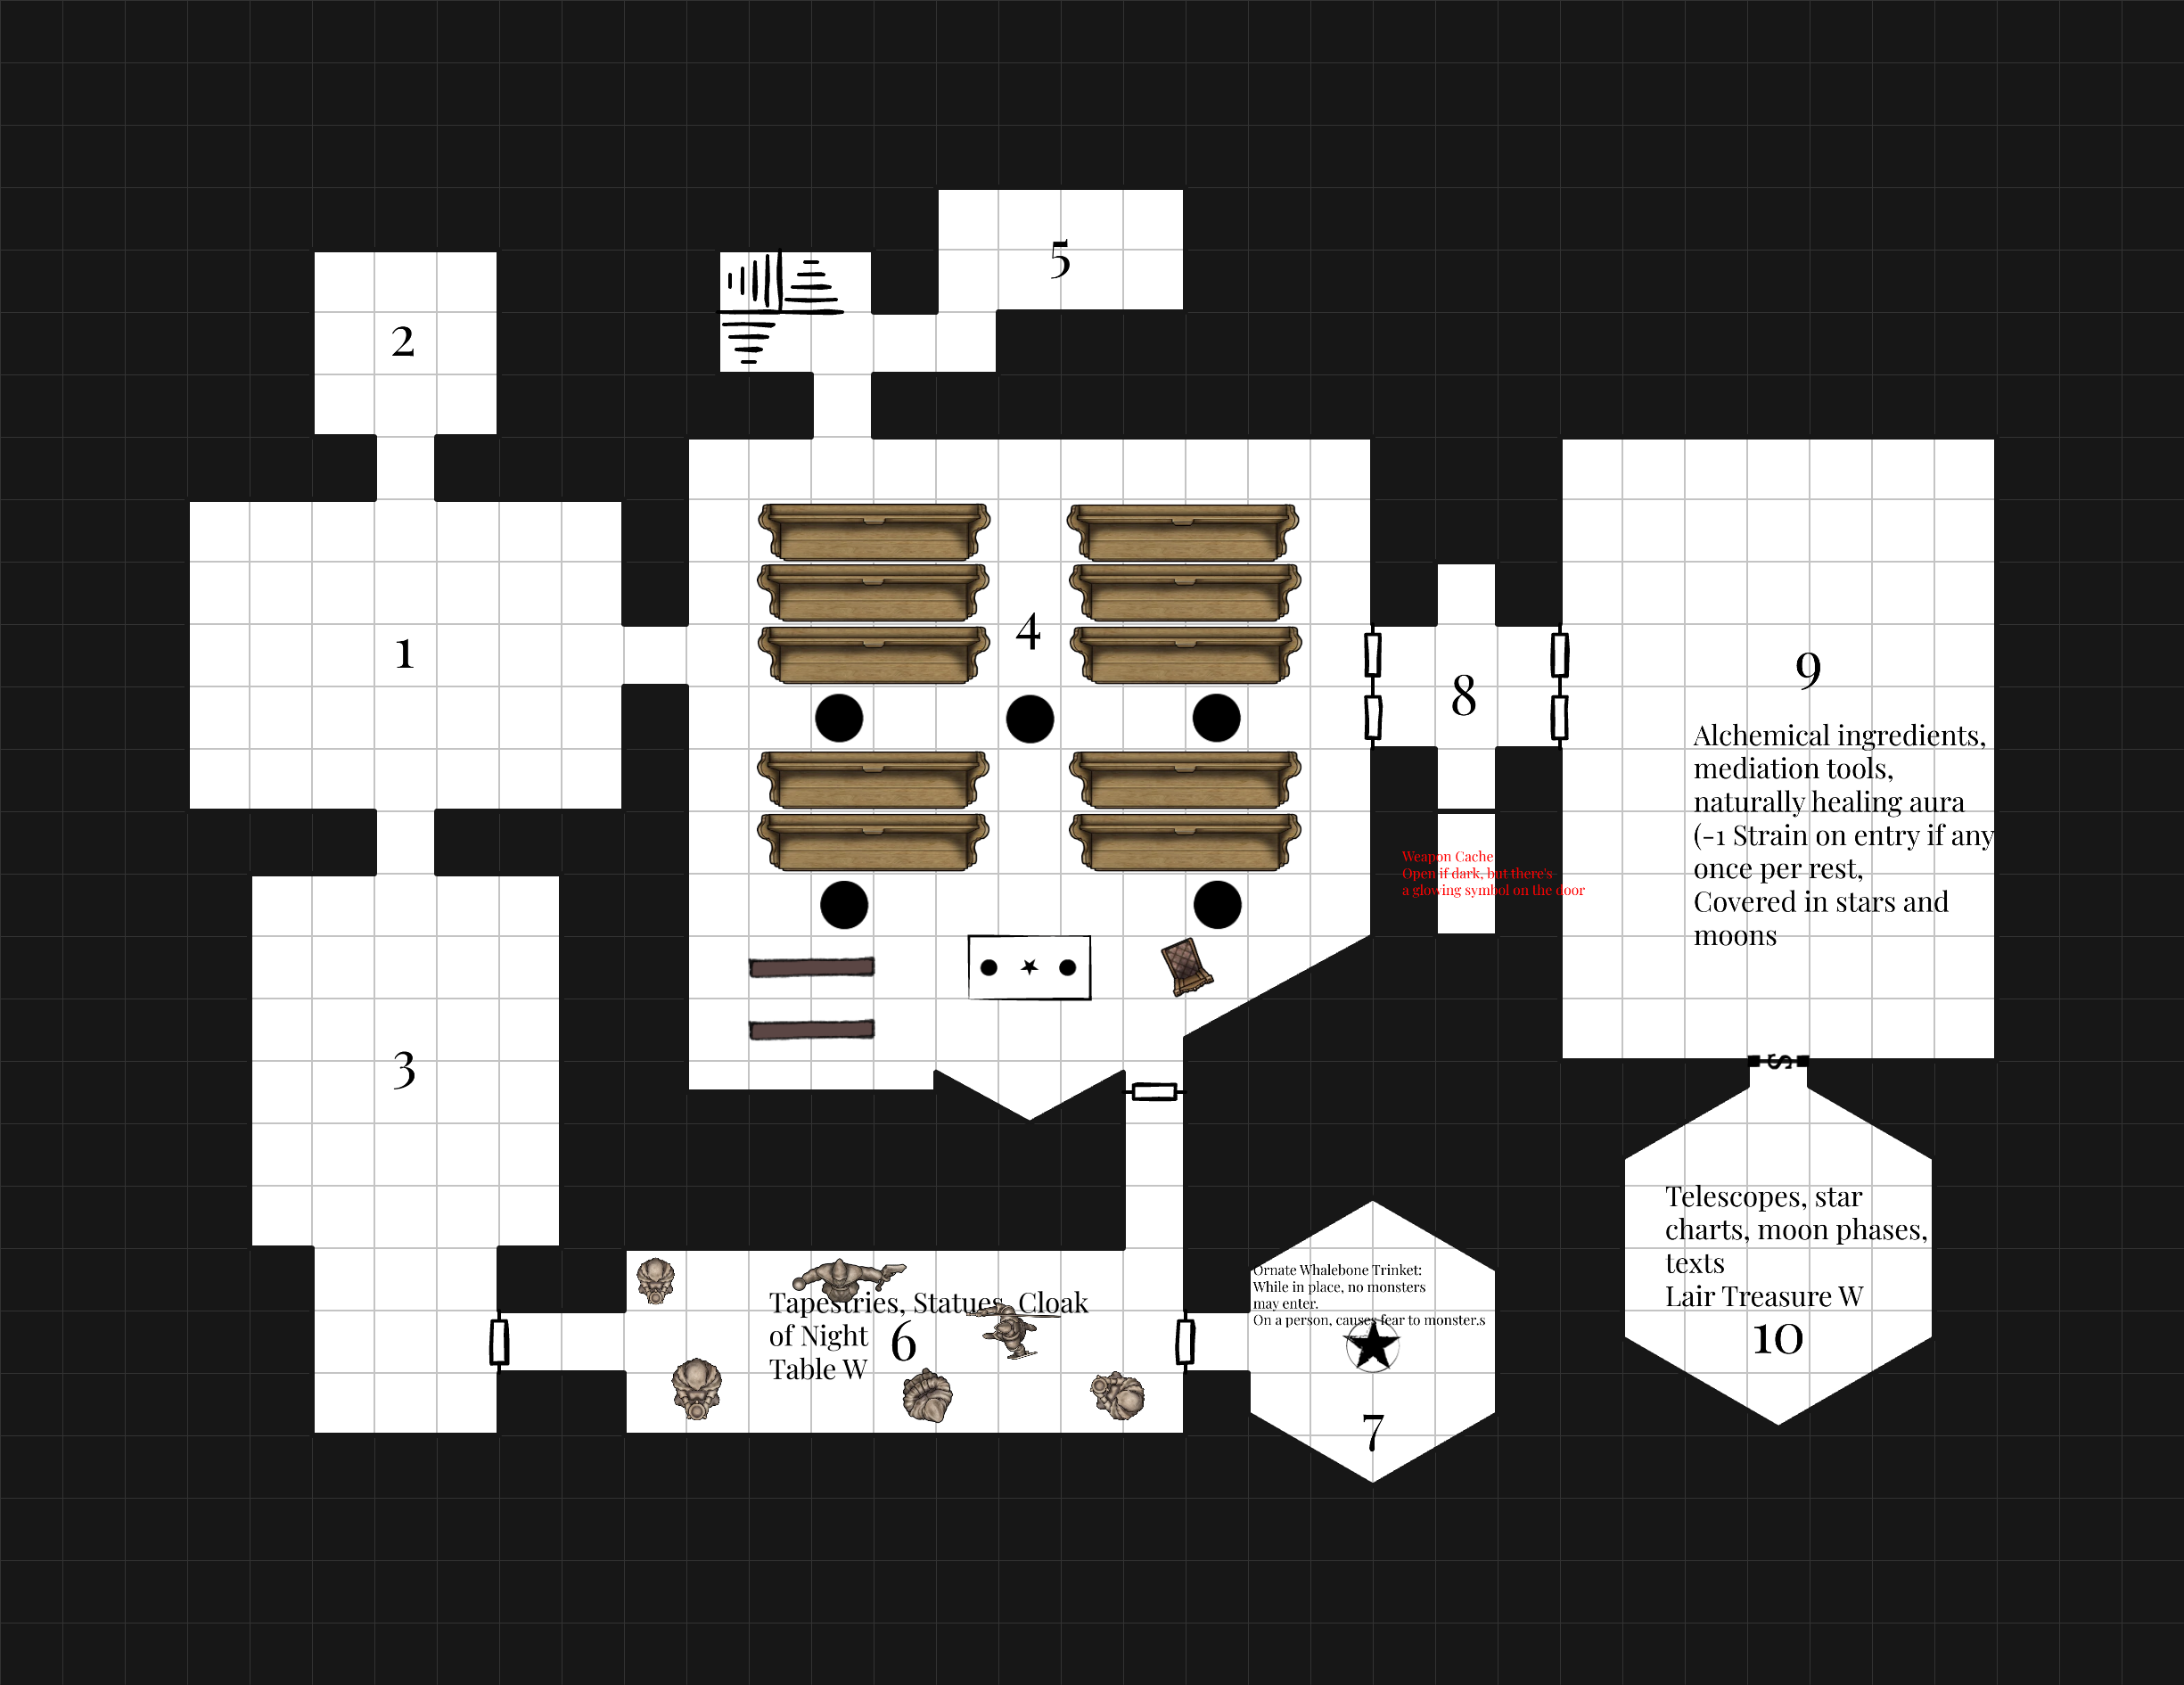 5
2
4
1
8
9
Alchemical ingredients,
mediation tools,
naturally healing aura
(-1 Strain on entry if any
once per rest,
Covered in stars and
moons
Weapon Cache
Open if dark, but there's
a glowing symbol on the door
3
S
Telescopes, star
charts, moon phases,
texts
Lair Treasure W
10
Ornate Whalebone Trinket:
While in place, no monsters
may enter.
On a person, causes fear to monster.s
7
Tapestries, Statues, Cloak
of Night
Table W
6